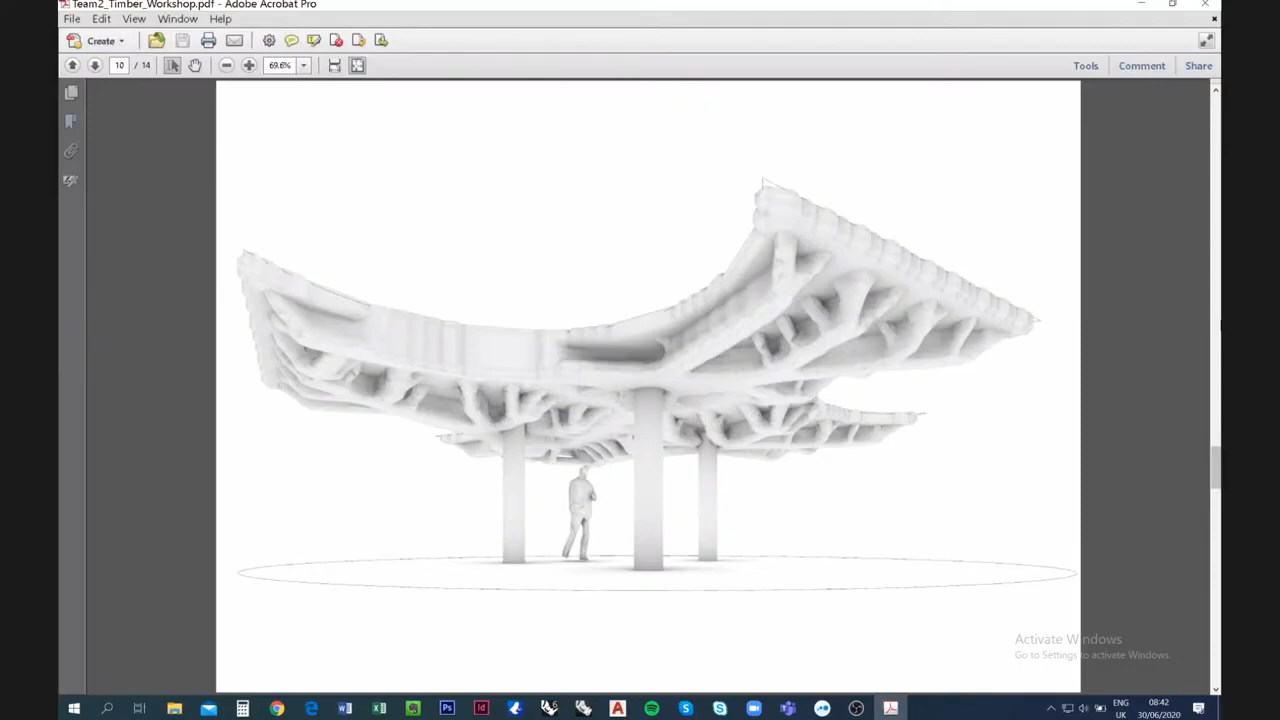 Team2_Timber_Workshop.pdf - Adobe Acrobat Pro
File Edit View Window Help
Create
10 / 14 69.6% Tools Comment Share
Activate Windows
Go to Settings to activate Windows.
ENG 08:42
UK 30/06/2020